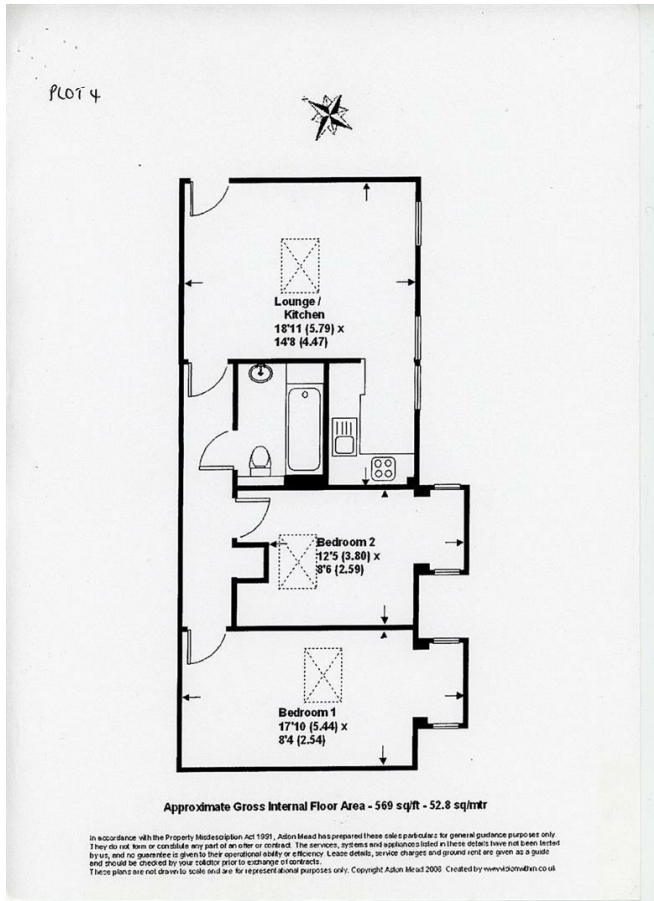 PLOT 4
Lounge /
Kitchen
18'11 (5.79) x
14'8 (4.47)
Bedroom 2
12'5 (3.80) x
8'6 (2.59)
Bedroom 1
17'10 (5.44) x
8'4 (2.54)
Approximate Gross Internal Floor Area - 569 sq/ft - 52.8 sq/mtr
In accordance with the Property Misdescription Act 1991, Aston Mead has prepared these sales particulars for general guidance purposes only.
They do not form or constitute any part of an offer or contract. The services, systems and appliances listed in these details have not been tested
by us, and no guarantee is given to their operational ability or efficiency. Lease details, service charges and ground rent are given as a guide
and should be checked by your solicitor prior to exchange of contracts.
These plans are not drawn to scale and are for representational purposes only. Copyright Aston Mead 2008 Created by www.visionwithin.co.uk